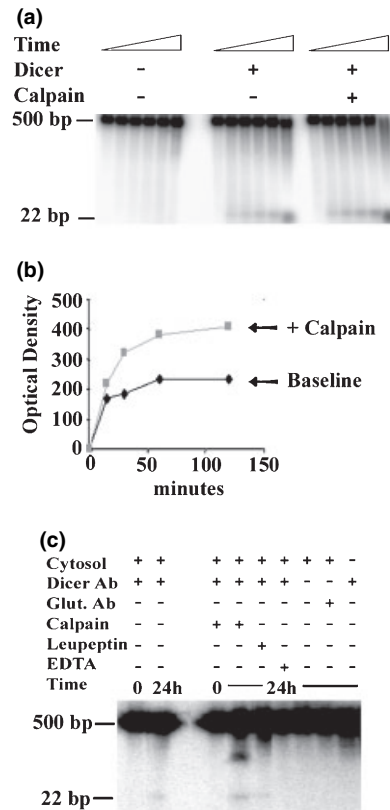 (a)
Time
Dicer − + +
Calpain − − +
500 bp
22 bp
(b)
Optical Density
500
400
300
200
100
0
0 50 100 150
minutes
+ Calpain
Baseline
(c)
Cytosol + + + + + + + + −
Dicer Ab + + + + + + − − +
Glut. Ab − − − − − − − + −
Calpain − − + + − − − − −
Leupeptin − − − − + − − − −
EDTA − − − − − + − − −
Time 0 24h 0 24h
500 bp
22 bp